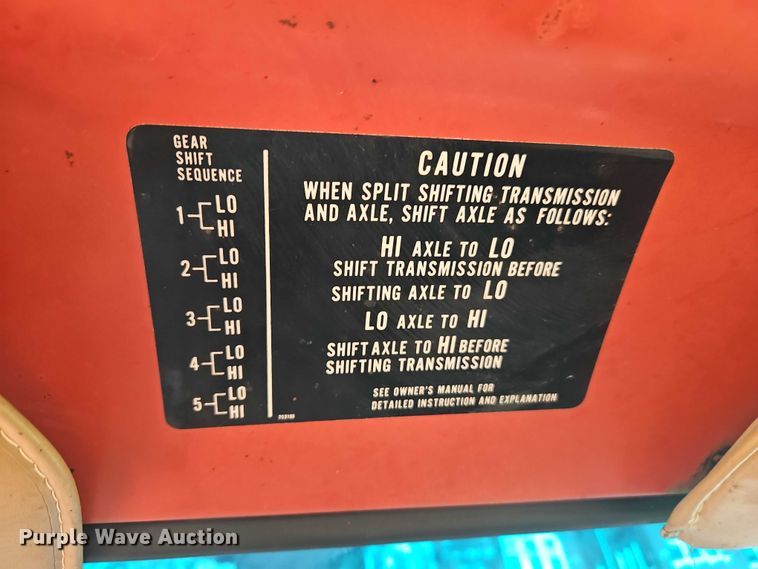 GEAR
SHIFT
SEQUENCE
1 LO
HI
2 LO
HI
3 LO
HI
4 LO
HI
5 LO
HI
CAUTION
WHEN SPLIT SHIFTING TRANSMISSION
AND AXLE, SHIFT AXLE AS FOLLOWS:
HI AXLE TO LO
SHIFT TRANSMISSION BEFORE
SHIFTING AXLE TO LO
LO AXLE TO HI
SHIFT AXLE TO HI BEFORE
SHIFTING TRANSMISSION
SEE OWNER'S MANUAL FOR
DETAILED INSTRUCTION AND EXPLANATION
Purple Wave Auction